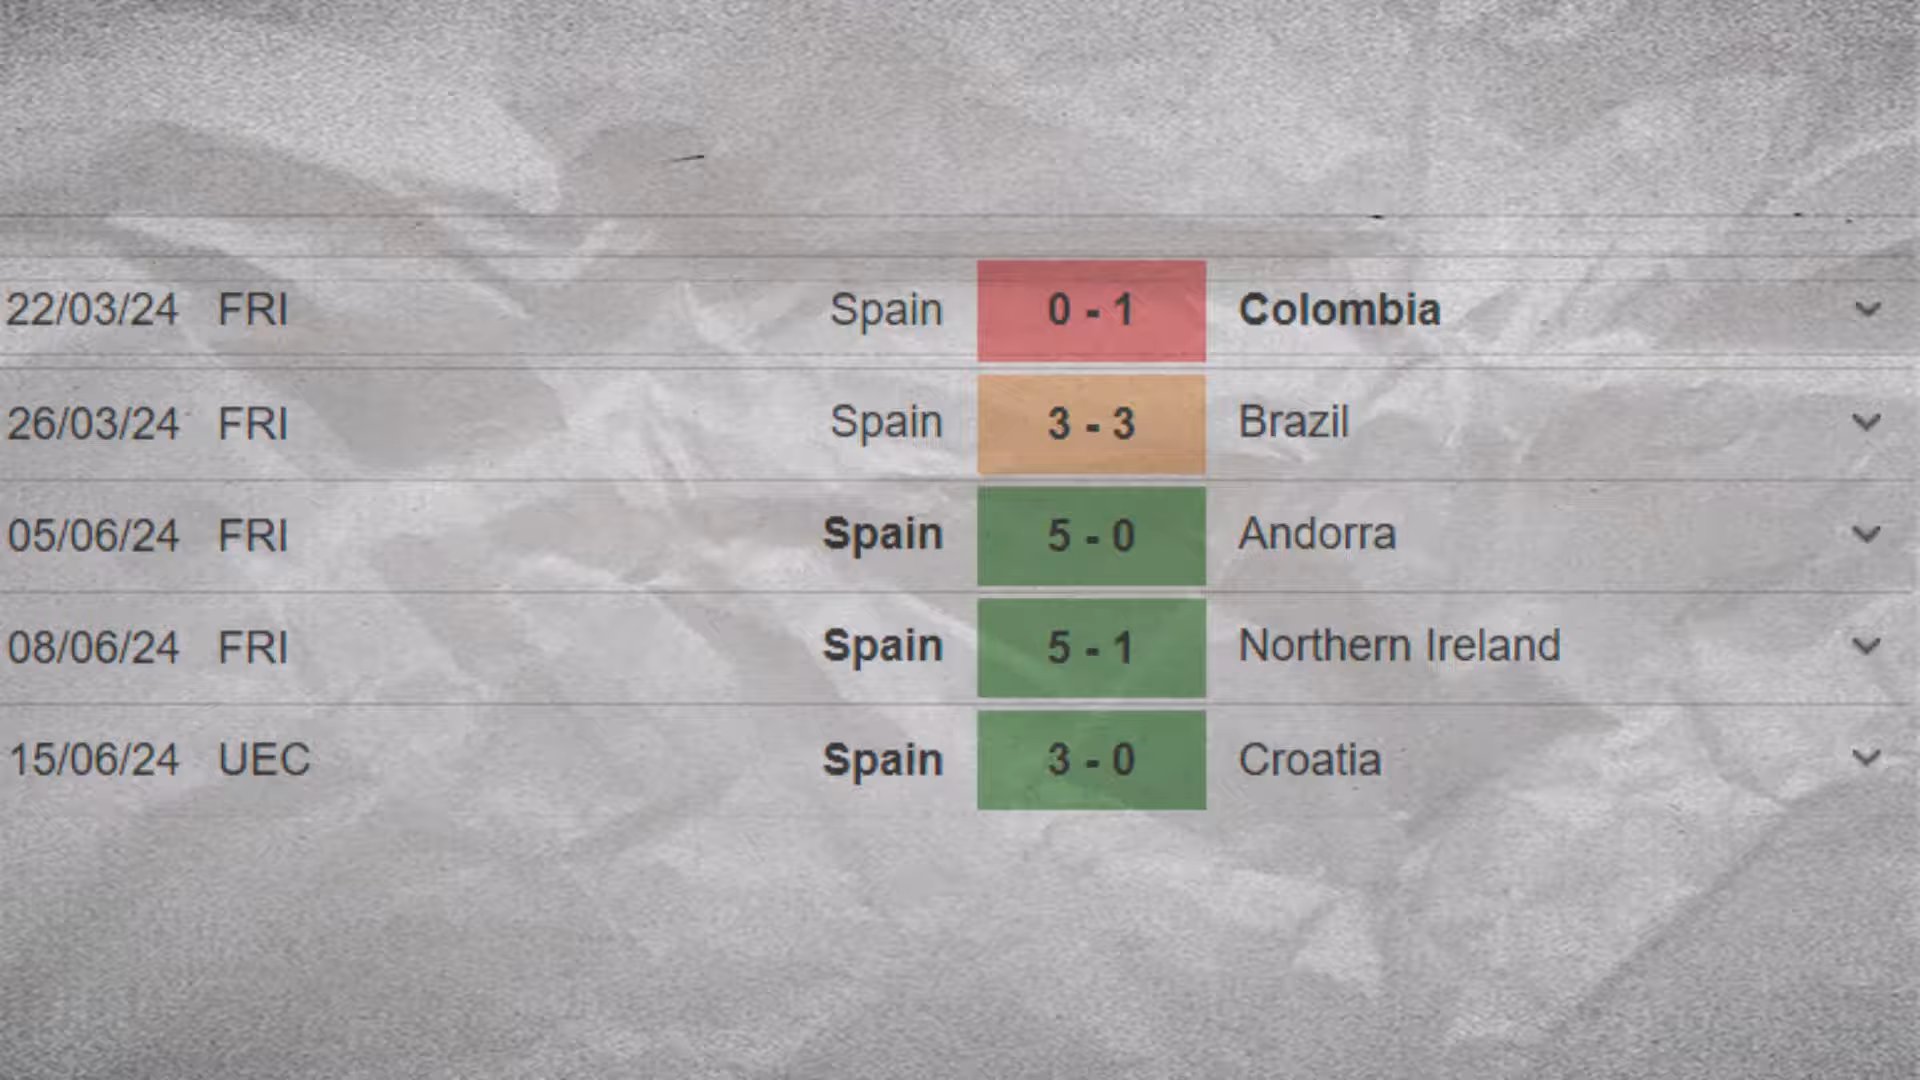 22/03/24 FRI Spain 0 - 1 Colombia
26/03/24 FRI Spain 3 - 3 Brazil
05/06/24 FRI Spain 5 - 0 Andorra
08/06/24 FRI Spain 5 - 1 Northern Ireland
15/06/24 UEC Spain 3 - 0 Croatia